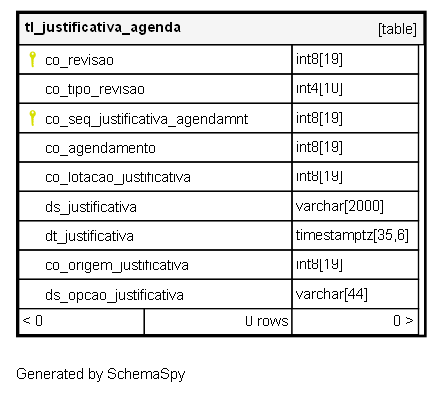 tl_justificativa_agenda [table]
co_revisao int8[19]
co_tipo_revisao int4[10]
co_seq_justificativa_agendamnt int8[19]
co_agendamento int8[19]
co_lotacao_justificativa int8[19]
ds_justificativa varchar[2000]
dt_justificativa timestamptz[35,6]
co_origem_justificativa int8[19]
ds_opcao_justificativa varchar[44]
< 0 0 rows 0 >
Generated by SchemaSpy